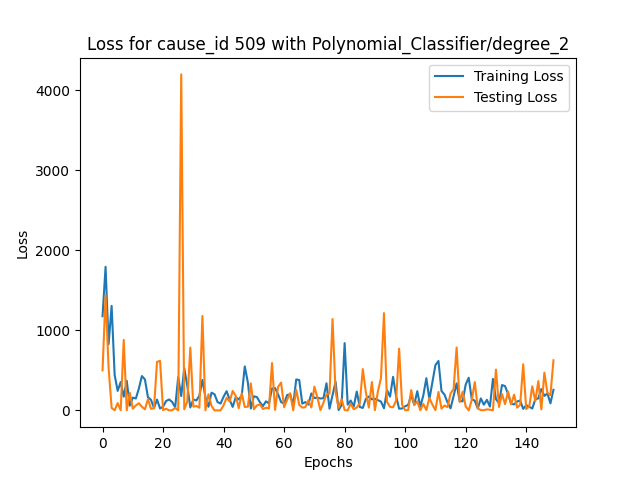 Loss for cause_id 509 with Polynomial_Classifier/degree_2
Training Loss
Testing Loss
4000
3000
2000
1000
0
Loss
0 20 40 60 80 100 120 140
Epochs